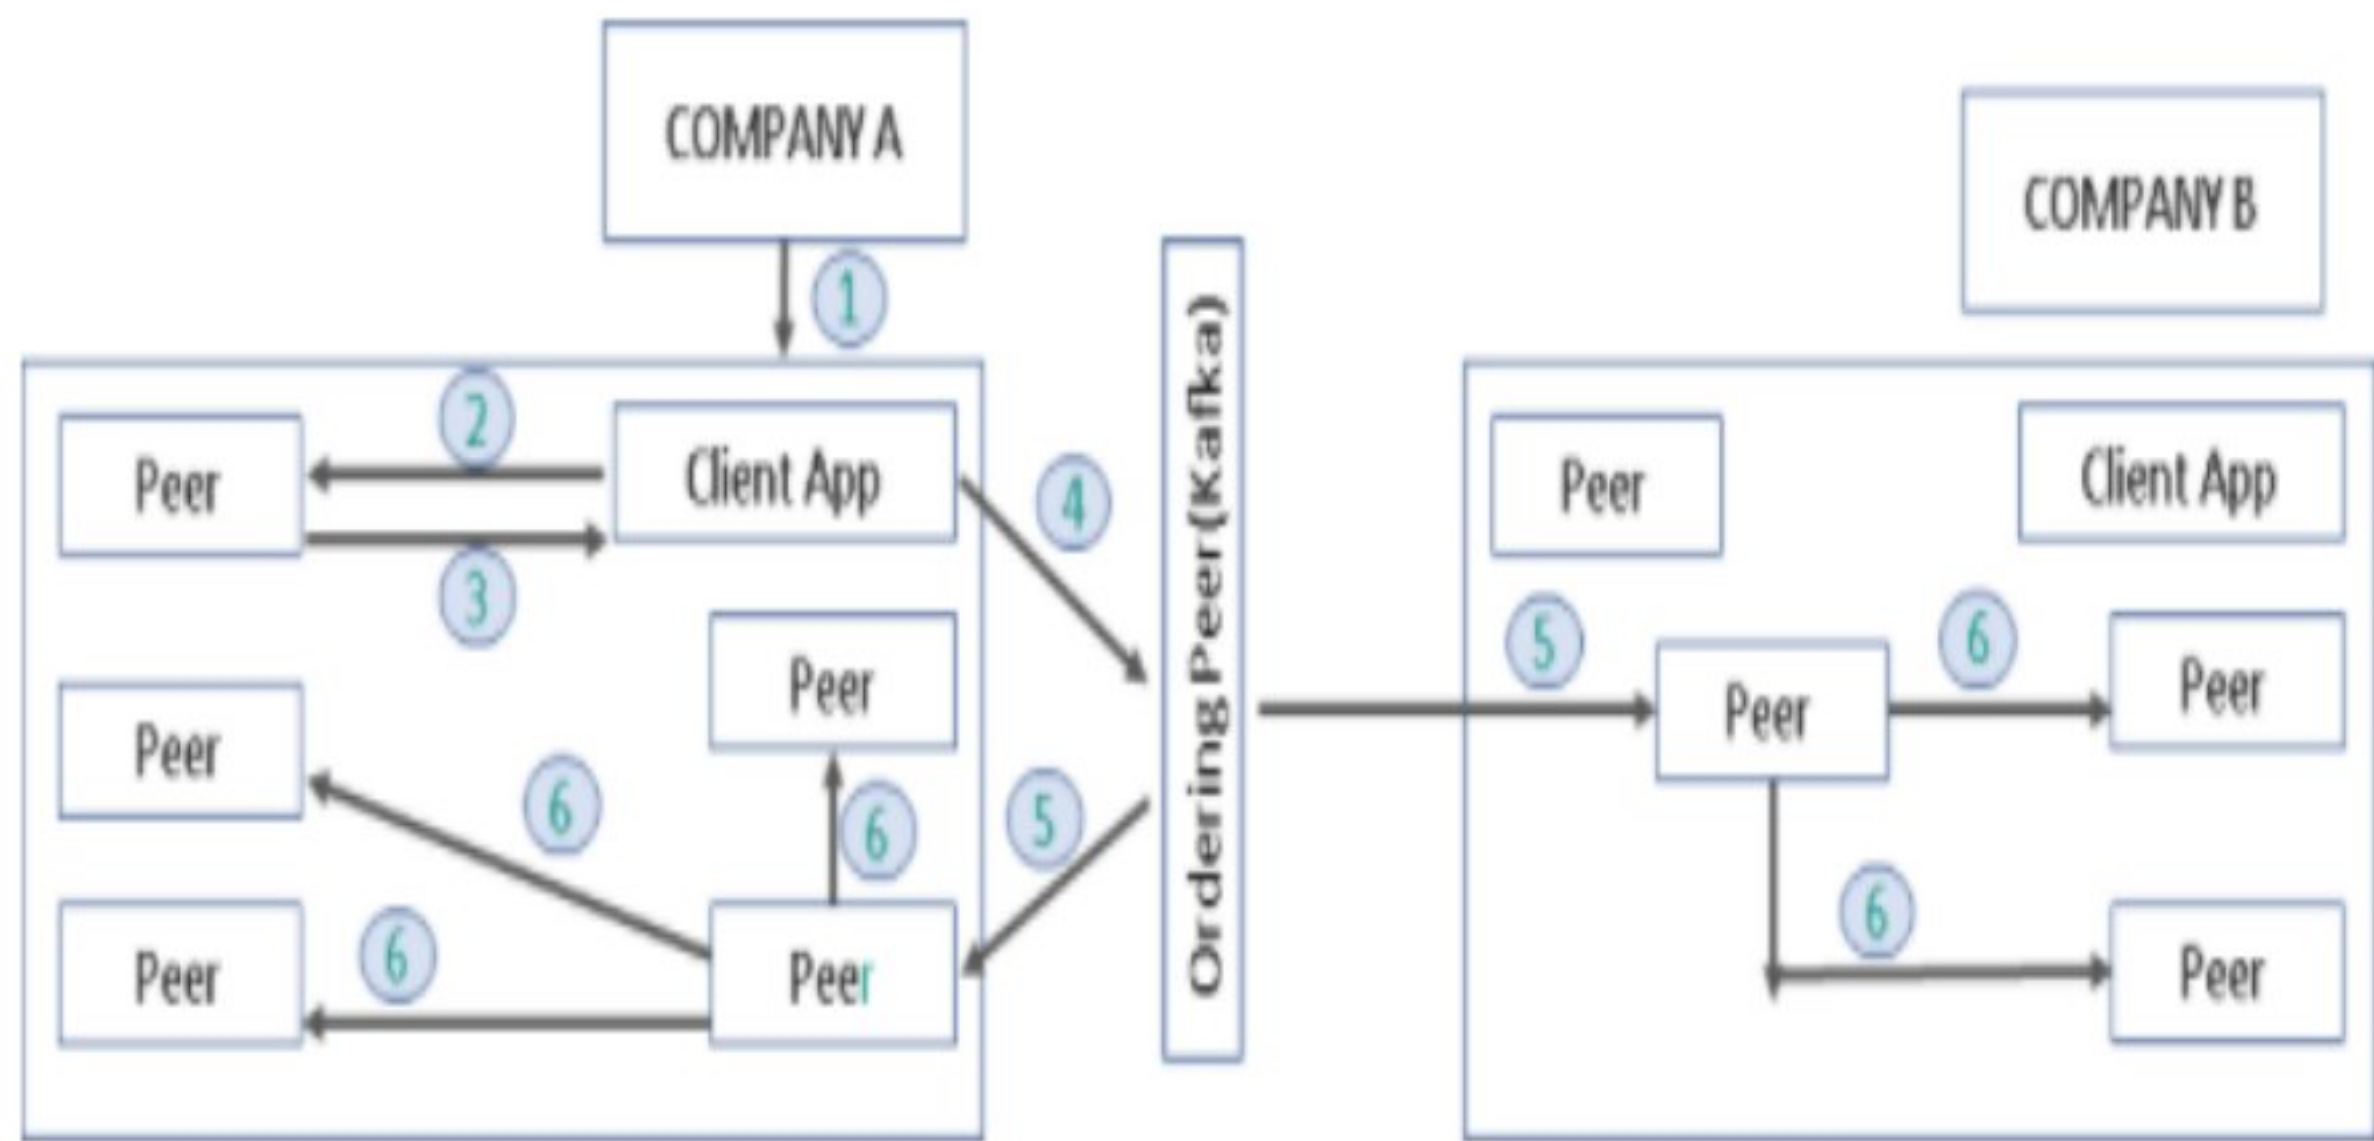 COMPANY A
COMPANY B
1
2
Peer
Client App
3
4
Ordering Peer(Kafka)
Peer
Client App
Peer
Peer
6
6
5
6
Peer
Peer
5
Peer
6
Peer
6
Peer